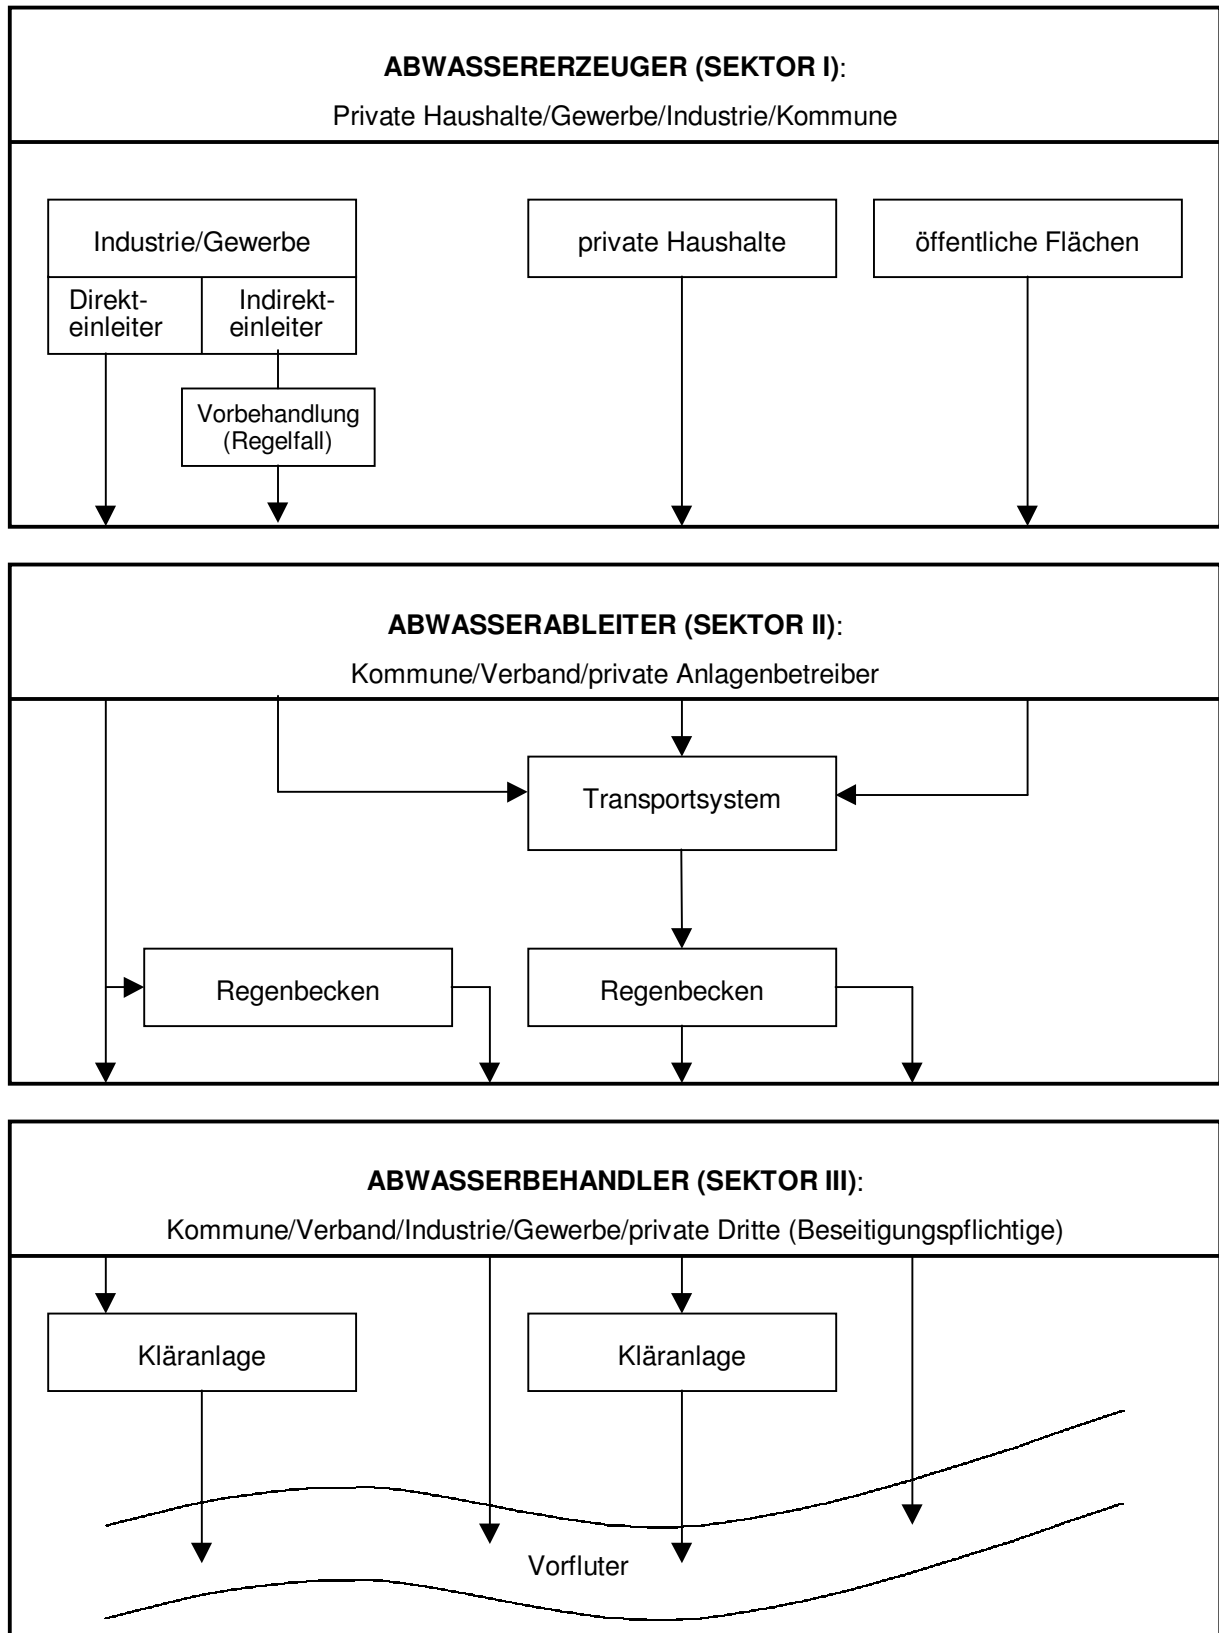 ABWASSERERZEUGER (SEKTOR I):
Private Haushalte/Gewerbe/Industrie/Kommune
Industrie/Gewerbe
private Haushalte
öffentliche Flächen
Direkt-
einleiter
Indirekt-
einleiter
Vorbehandlung
(Regelfall)
ABWASSERABLEITER (SEKTOR II):
Kommune/Verband/private Anlagenbetreiber
Transportsystem
Regenbecken
Regenbecken
ABWASSERBEHANDLER (SEKTOR III):
Kommune/Verband/Industrie/Gewerbe/private Dritte (Beseitigungspflichtige)
Kläranlage
Kläranlage
Vorfluter